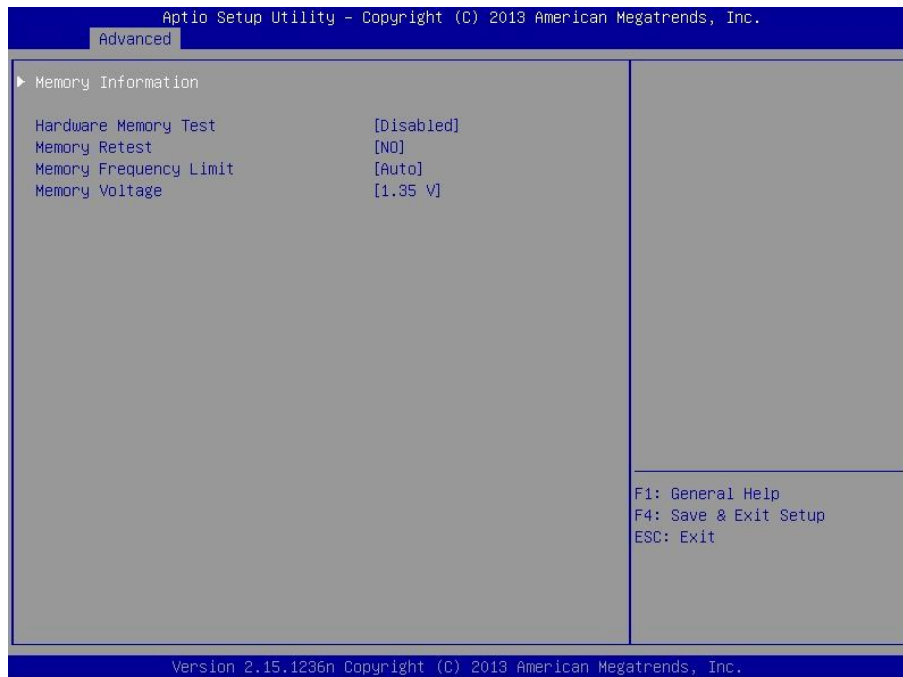 Aptio Setup Utility – Copyright (C) 2013 American Megatrends, Inc.
Advanced
Memory Information
Hardware Memory Test [Disabled]
Memory Retest [NO]
Memory Frequency Limit [Auto]
Memory Voltage [1.35 V]
F1: General Help
F4: Save & Exit Setup
ESC: Exit
Version 2.15.1236n Copyright (C) 2013 American Megatrends, Inc.